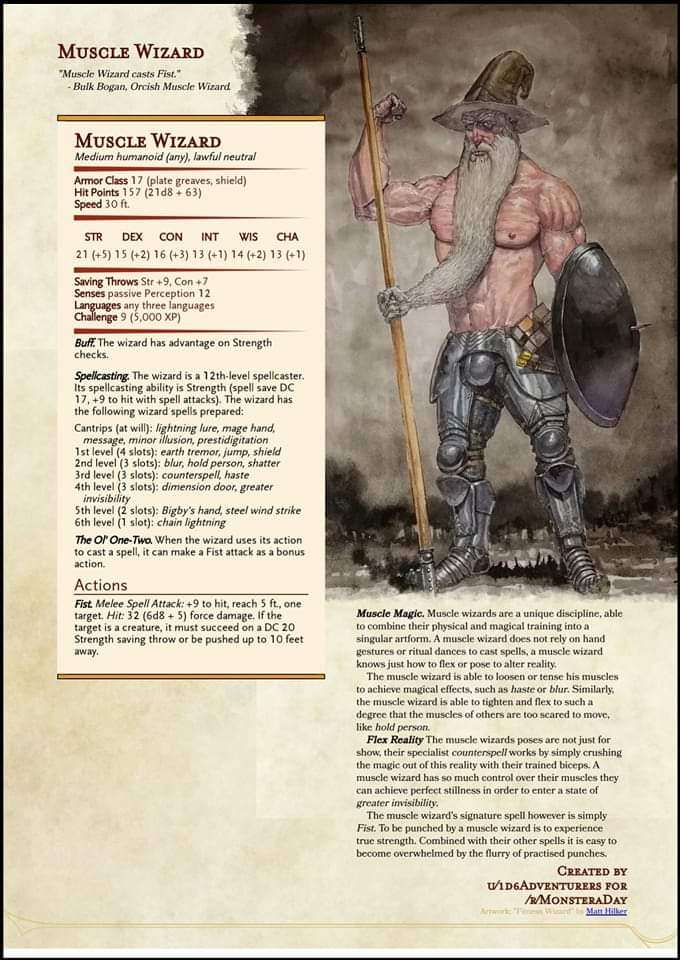 Muscle Wizard
"Muscle Wizard casts Fist."
- Bulk Bogan, Orcish Muscle Wizard.
Muscle Wizard
Medium humanoid (any), lawful neutral
Armor Class 17 (plate greaves, shield)
Hit Points 157 (21d8 + 63)
Speed 30 ft.
STR DEX CON INT WIS CHA
21 (+5) 15 (+2) 16 (+3) 13 (+1) 14 (+2) 13 (+1)
Saving Throws Str +9, Con +7
Senses passive Perception 12
Languages any three languages
Challenge 9 (5,000 XP)
Buff. The wizard has advantage on Strength
checks.
Spellcasting. The wizard is a 12th-level spellcaster.
Its spellcasting ability is Strength (spell save DC
17, +9 to hit with spell attacks). The wizard has
the following wizard spells prepared:
Cantrips (at will): lightning lure, mage hand,
message, minor illusion, prestidigitation
1st level (4 slots): earth tremor, jump, shield
2nd level (3 slots): blur, hold person, shatter
3rd level (3 slots): counterspell, haste
4th level (3 slots): dimension door, greater
invisibility
5th level (2 slots): Bigby's hand, steel wind strike
6th level (1 slot): chain lightning
The Ol' One-Two. When the wizard uses its action
to cast a spell, it can make a Fist attack as a bonus
action.
Actions
Fist. Melee Spell Attack: +9 to hit, reach 5 ft., one
target. Hit: 32 (6d8 + 5) force damage. If the
target is a creature, it must succeed on a DC 20
Strength saving throw or be pushed up to 10 feet
away.
Muscle Magic. Muscle wizards are a unique discipline, able
to combine their physical and magical training into a
singular artform. A muscle wizard does not rely on hand
gestures or ritual dances to cast spells, a muscle wizard
knows just how to flex or pose to alter reality.
The muscle wizard is able to loosen or tense his muscles
to achieve magical effects, such as haste or blur. Similarly,
the muscle wizard is able to tighten and flex to such a
degree that the muscles of others are too scared to move,
like hold person.
Flex Reality The muscle wizards poses are not just for
show, their specialist counterspell works by simply crushing
the magic out of this reality with their trained biceps. A
muscle wizard has so much control over their muscles they
can achieve perfect stillness in order to enter a state of
greater invisibility.
The muscle wizard's signature spell however is simply
Fist. To be punched by a muscle wizard is to experience
true strength. Combined with their other spells it is easy to
become overwhelmed by the flurry of practised punches.
Created by
u/1d6Adventurers for
/r/MonsteraDay
Artwork: "Fitness Wizard" by Matt Hilker